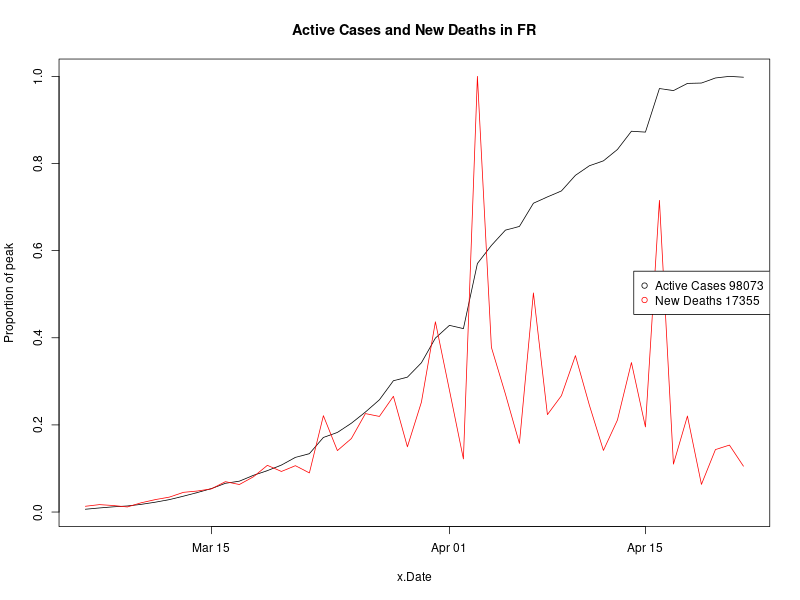 Active Cases and New Deaths in FR
Proportion of peak
1.0
0.8
0.6
0.4
0.2
0.0
Active Cases 98073
New Deaths 17355
Mar 15
Apr 01
Apr 15
x.Date